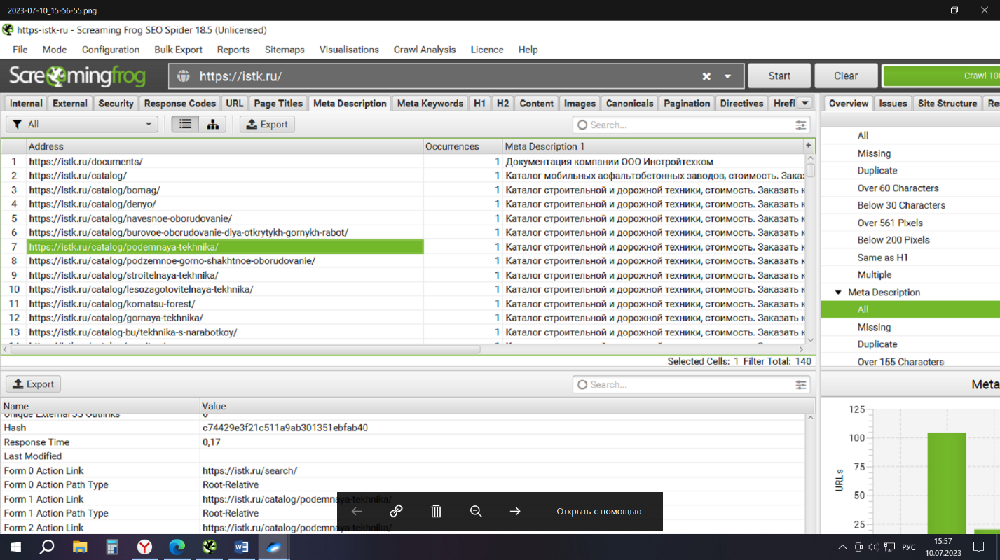 2023-07-10_15-56-55.png
https-istk-ru - Screaming Frog SEO Spider 18.5 (Unlicensed)
File Mode Configuration Bulk Export Reports Sitemaps Visualisations Crawl Analysis Licence Help
Screamingfrog https://istk.ru/ Start Clear Crawl 100
Internal External Security Response Codes URL Page Titles Meta Description Meta Keywords H1 H2 Content Images Canonicals Pagination Directives Hrefl Overview Issues Site Structure Res
All Export Search...
Address Occurrences Meta Description 1 +
1 https://istk.ru/documents/ 1 Документация компании ООО Инстройтехком
2 https://istk.ru/catalog/ 1 Каталог мобильных асфальтобетонных заводов, стоимость. Зака
3 https://istk.ru/catalog/bomag/ 1 Каталог строительной и дорожной техники, стоимость. Заказать к
4 https://istk.ru/catalog/denyo/ 1 Каталог строительной и дорожной техники, стоимость. Заказать к
5 https://istk.ru/catalog/navesnoe-oborudovanie/ 1 Каталог строительной и дорожной техники, стоимость. Заказать к
6 https://istk.ru/catalog/burovoe-oborudovanie-dlya-otkrytykh-gornykh-rabot/ 1 Каталог строительной и дорожной техники, стоимость. Заказать к
7 https://istk.ru/catalog/podemnaya-tekhnika/ 1 Каталог строительной и дорожной техники, стоимость. Заказать к
8 https://istk.ru/catalog/podzemnoe-gorno-shakhtnoe-oborudovanie/ 1 Каталог строительной и дорожной техники, стоимость. Заказать к
9 https://istk.ru/catalog/stroitelnaya-tekhnika/ 1 Каталог строительной и дорожной техники, стоимость. Заказать к
10 https://istk.ru/catalog/lesozagotovitelnaya-tekhnika/ 1 Каталог строительной и дорожной техники, стоимость. Заказать к
11 https://istk.ru/catalog/komatsu-forest/ 1 Каталог строительной и дорожной техники, стоимость. Заказать к
12 https://istk.ru/catalog/gornaya-tekhnika/ 1 Каталог строительной и дорожной техники, стоимость. Заказать к
13 https://istk.ru/catalog-bu/tekhnika-s-narabotkoy/ 1 Каталог строительной и дорожной техники, стоимость. Заказать к
Selected Cells: 1 Filter Total: 140
All
Missing
Duplicate
Over 60 Characters
Below 30 Characters
Over 561 Pixels
Below 200 Pixels
Same as H1
Multiple
Meta Description
All
Missing
Duplicate
Over 155 Characters
Export Search...
Name Value
Unique External JS Outlinks 0
Hash c74429e3f21c511a9ab301351ebfab40
Response Time 0,17
Last Modified
Form 0 Action Link https://istk.ru/search/
Form 0 Action Path Type Root-Relative
Form 1 Action Link https://istk.ru/catalog/podemnaya-tekhnika/
Form 1 Action Path Type Root-Relative
Form 2 Action Link https://istk.ru/catalog/podemnaya-tekhnika/
Meta
125
100
75
50
25
URLs
Открыть с помощью
РУС 15:57
10.07.2023